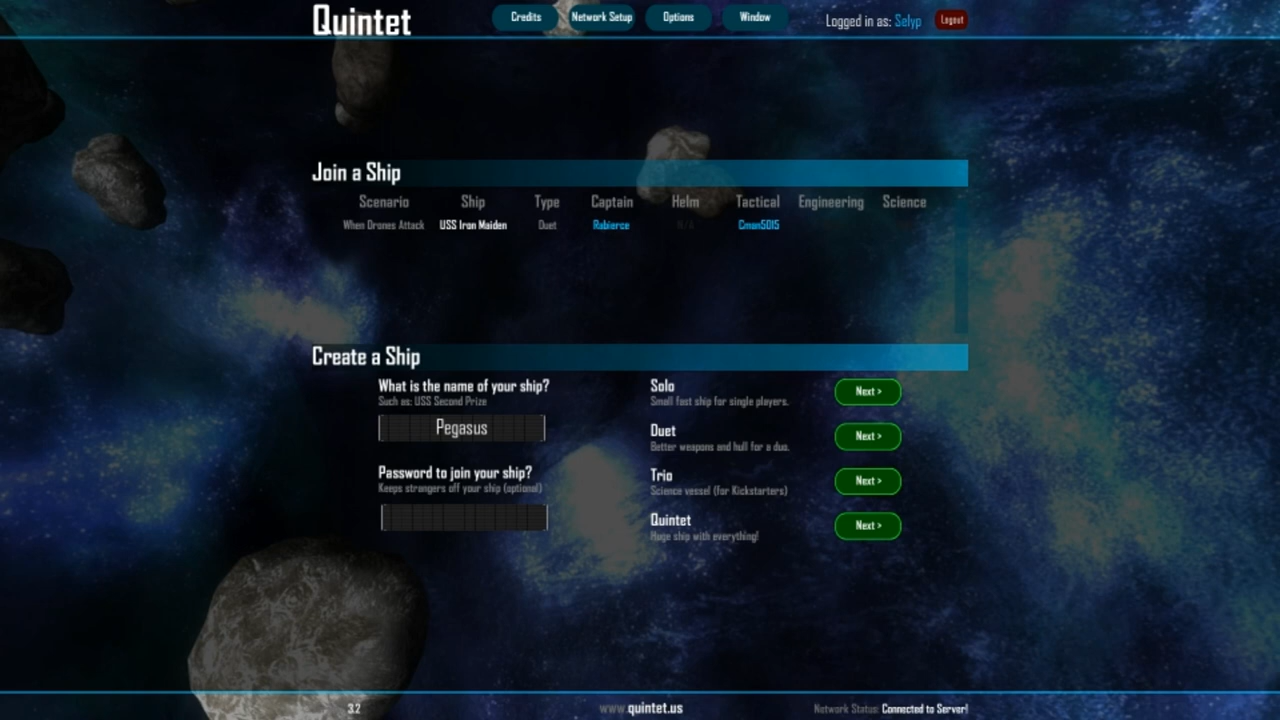 Quintet
Credits
Network Setup
Options
Window
Logged in as: Selyp
Logout
Join a Ship
Scenario Ship Type Captain Helm Tactical Engineering Science
When Drones Attack USS Iron Maiden Duet Rabierce N/A Cman5015
Create a Ship
What is the name of your ship?
Such as: USS Second Prize
Pegasus
Password to join your ship?
Keeps strangers off your ship (optional)
Solo
Small fast ship for single players.
Next >
Duet
Better weapons and hull for a duo.
Next >
Trio
Science vessel (for Kickstarters)
Next >
Quintet
Huge ship with everything!
Next >
3.2
www.quintet.us
Network Status: Connected to Server!